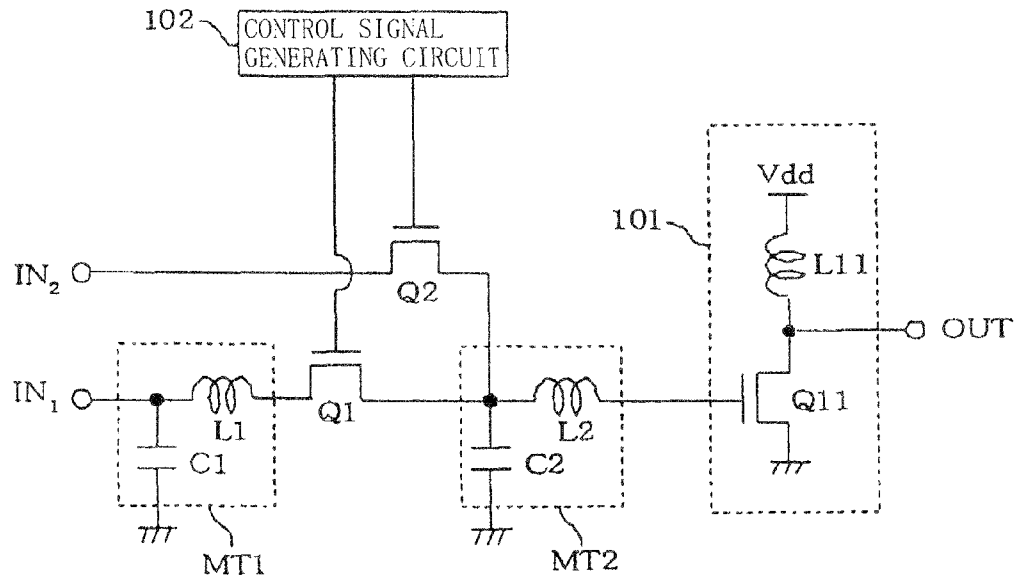 102
CONTROL SIGNAL
GENERATING CIRCUIT
Vdd
101
L11
IN₂
Q2
OUT
IN₁
L1
Q1
L2
Q11
C1
C2
MT1
MT2